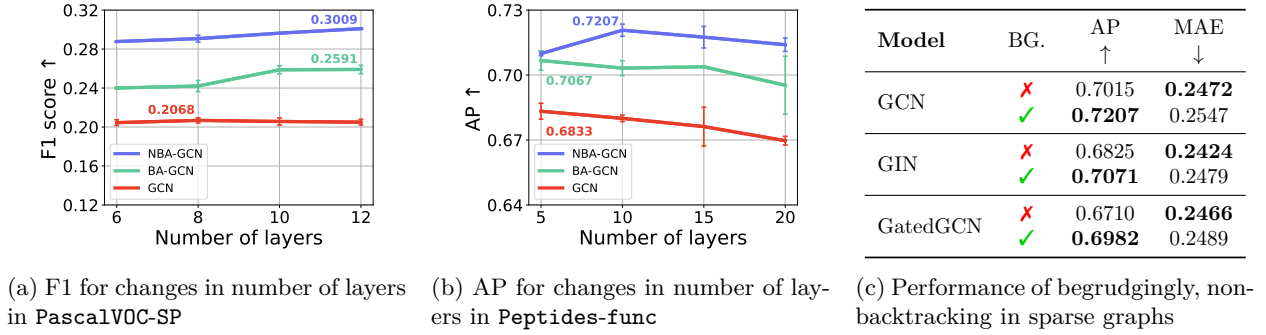 0.32
0.28
0.24
0.20
0.16
0.12
F1 score ↑
0.3009
0.2591
0.2068
NBA-GCN
BA-GCN
GCN
6 8 10 12
Number of layers
(a) F1 for changes in number of layers
in PascalVOC-SP
0.73
0.70
0.67
0.64
AP ↑
0.7207
0.7067
0.6833
NBA-GCN
BA-GCN
GCN
5 10 15 20
Number of layers
(b) AP for changes in number of lay-
ers in Peptides-func
Model BG. AP ↑ MAE ↓
GCN ✗ 0.7015 0.2472
✓ 0.7207 0.2547
GIN ✗ 0.6825 0.2424
✓ 0.7071 0.2479
GatedGCN ✗ 0.6710 0.2466
✓ 0.6982 0.2489
(c) Performance of begrudgingly, non-
backtracking in sparse graphs